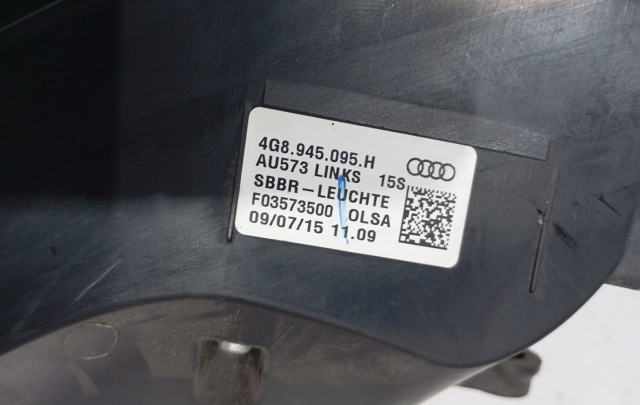 4G8.945.095.H
AU573 LINKS 15S
SBBR-LEUCHTE
F03573500 OLSA
09/07/15 11.09